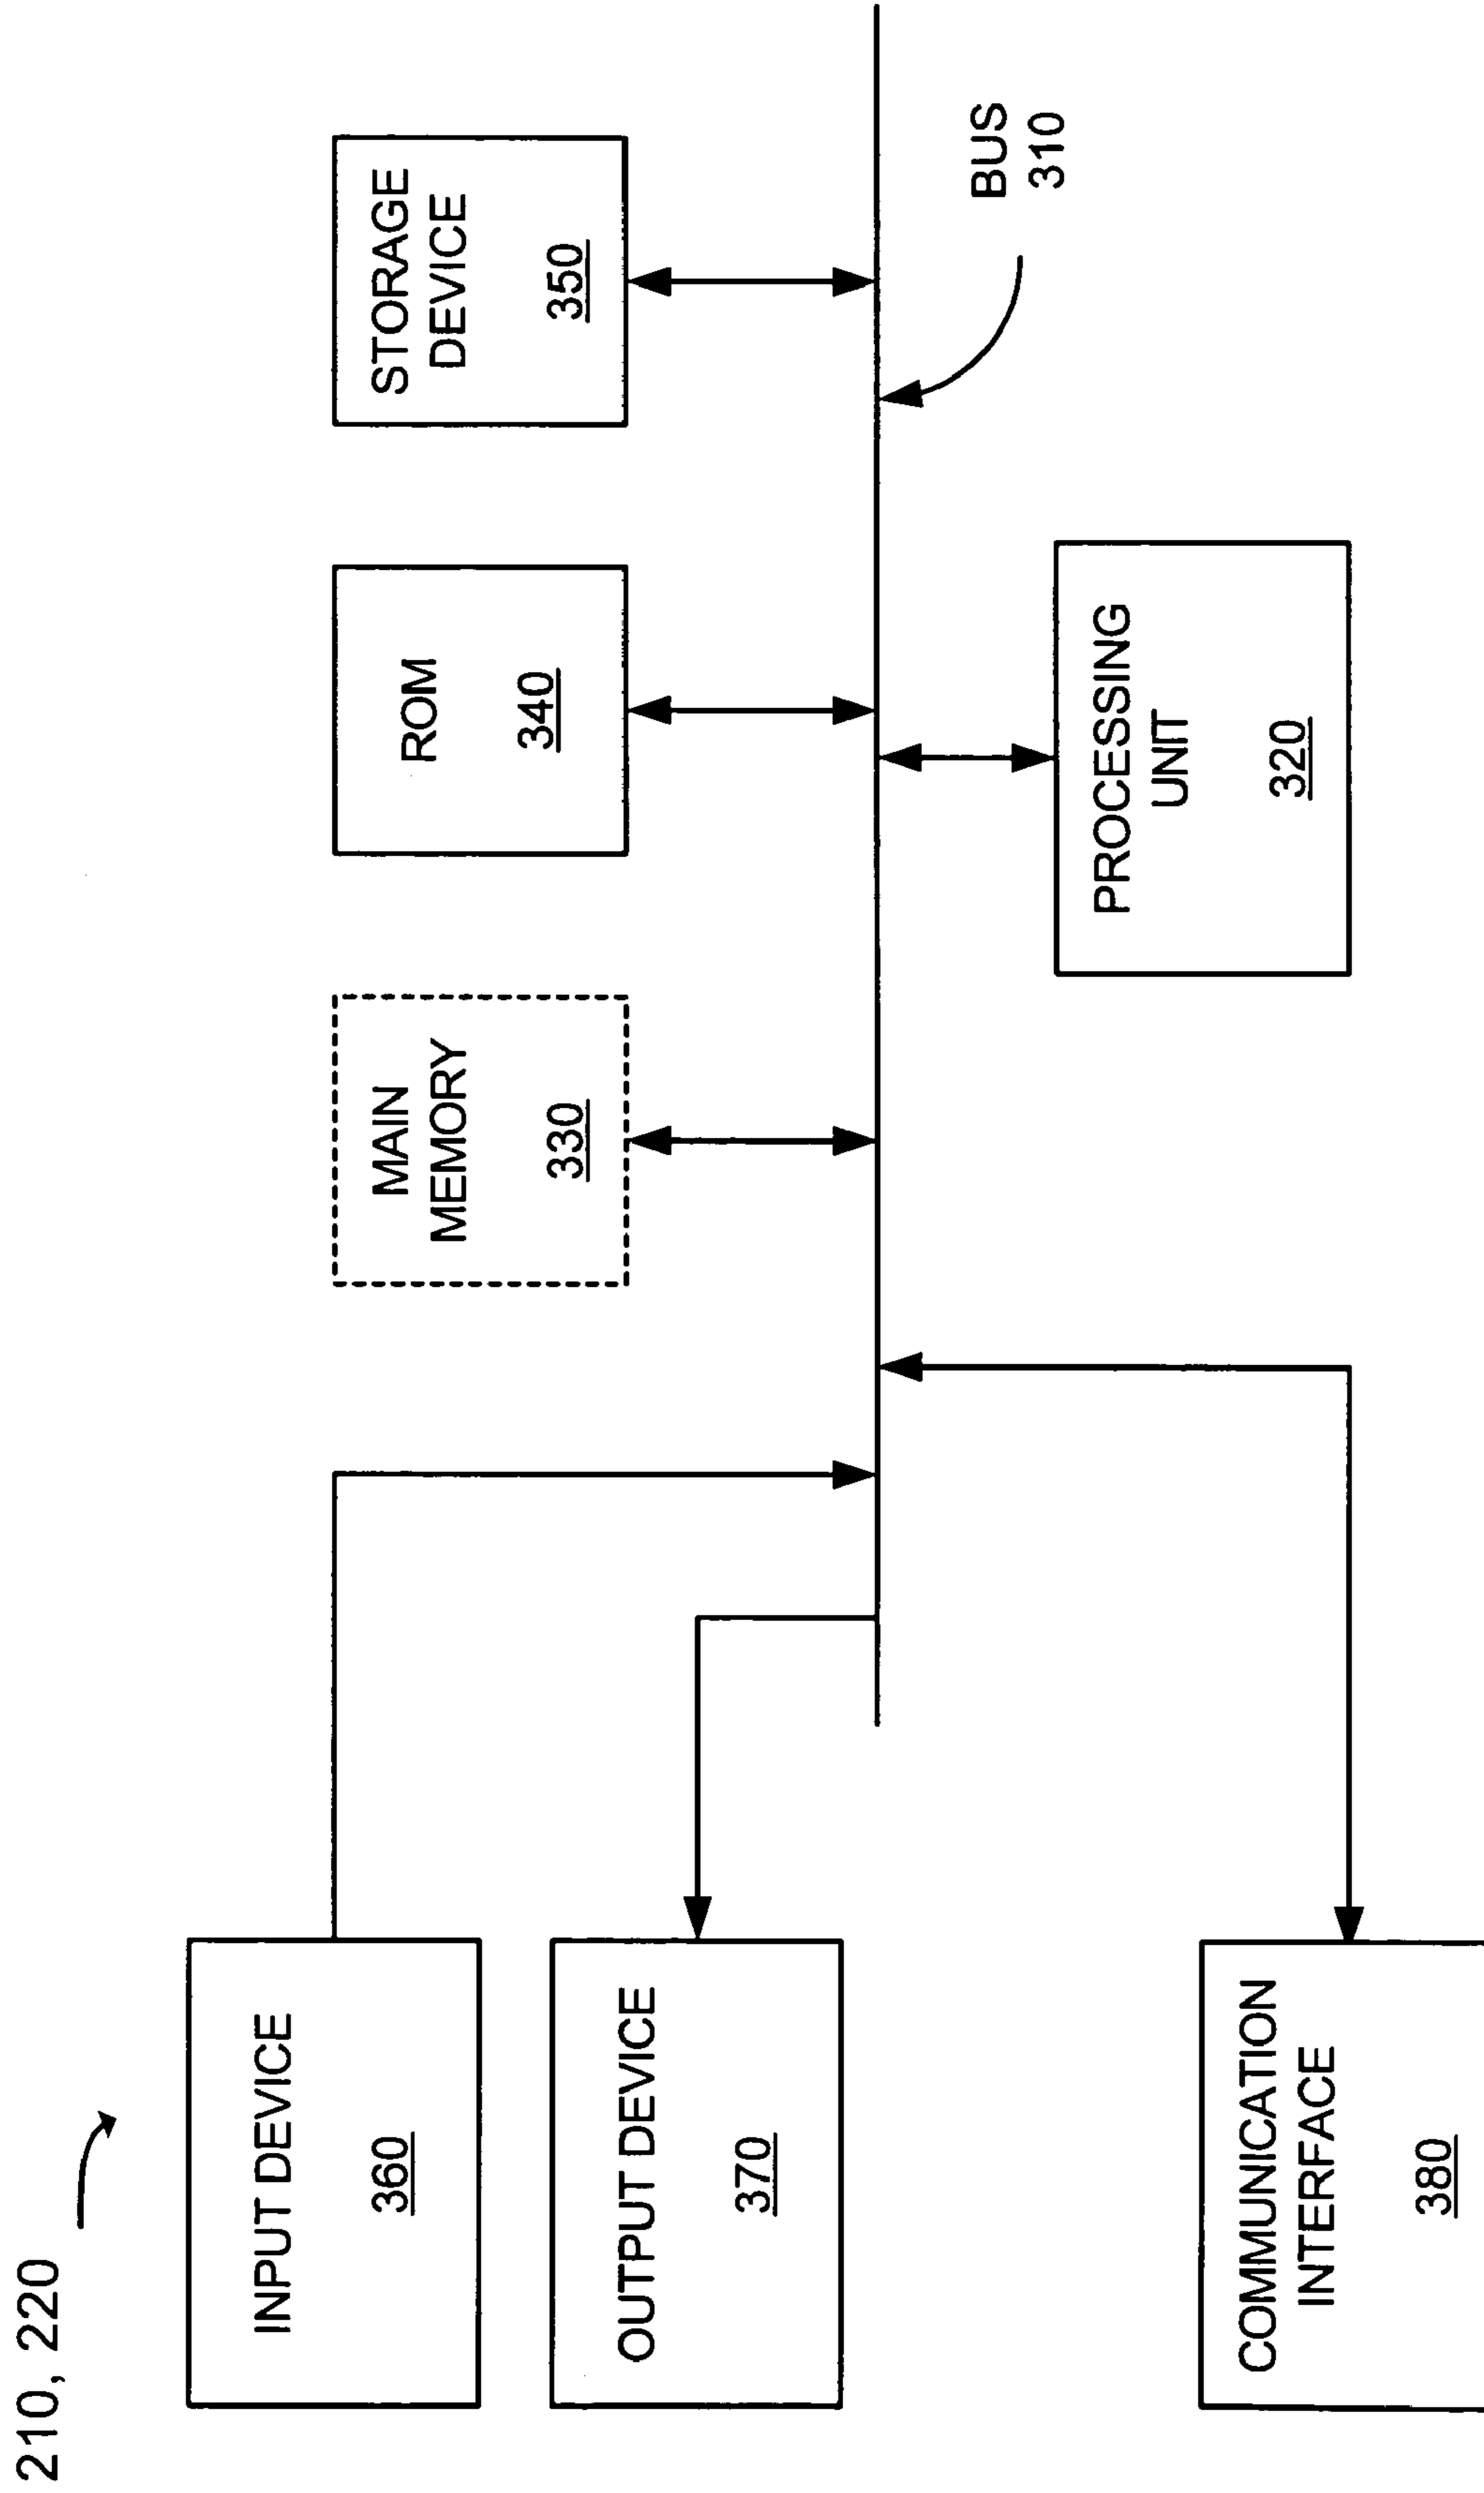 210, 220
INPUT DEVICE
360
OUTPUT DEVICE
370
COMMUNICATION
INTERFACE
380
MAIN
MEMORY
330
ROM
340
STORAGE
DEVICE
350
PROCESSING
UNIT
320
BUS
310